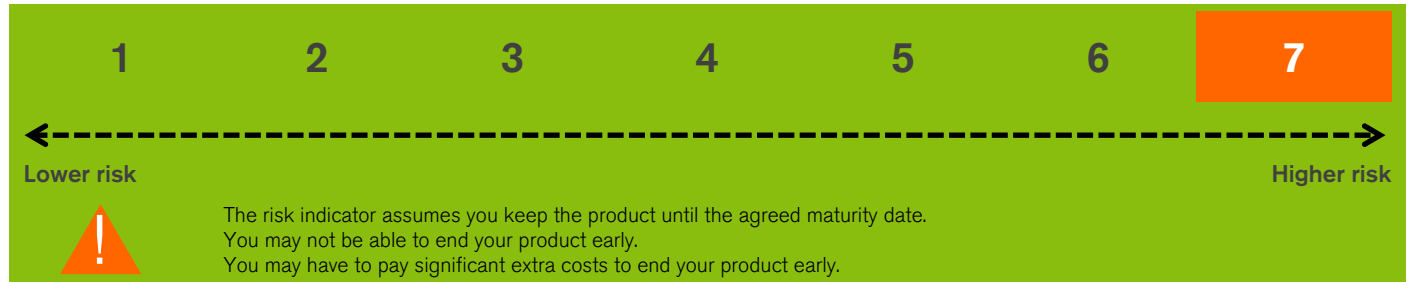 1 2 3 4 5 6 7
Lower risk Higher risk
!
The risk indicator assumes you keep the product until the agreed maturity date.
You may not be able to end your product early.
You may have to pay significant extra costs to end your product early.